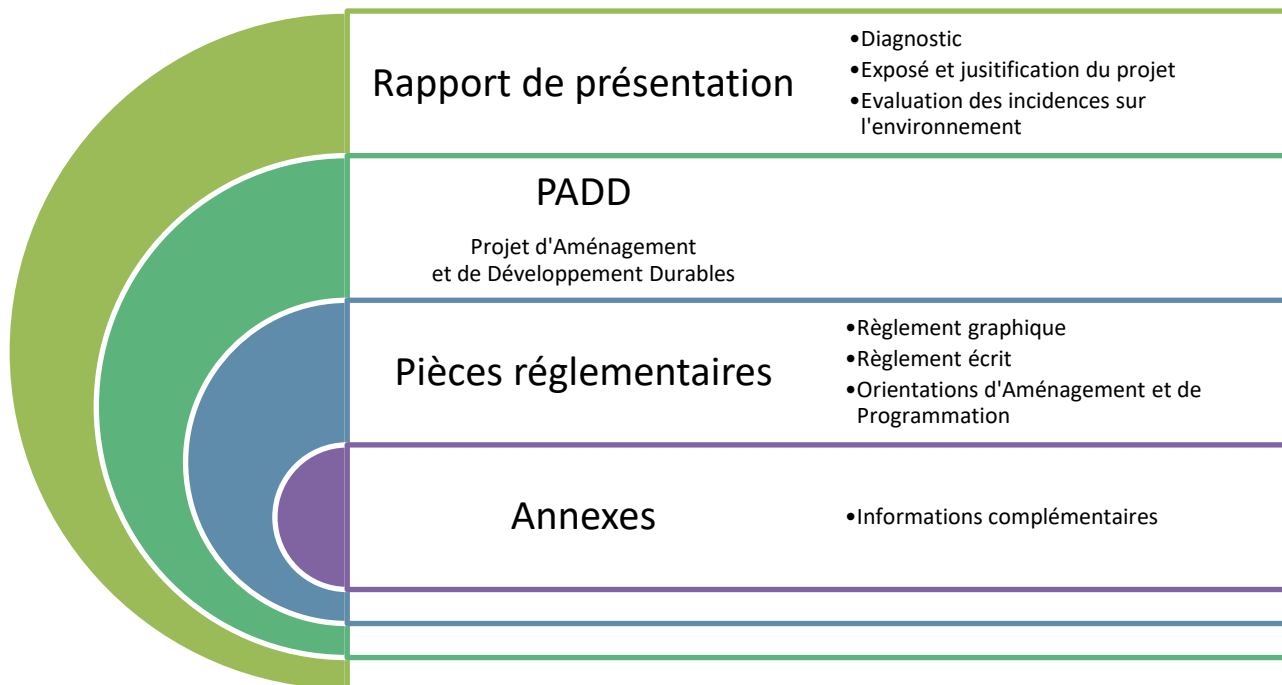 Rapport de présentation
•Diagnostic
•Exposé et jusitification du projet
•Evaluation des incidences sur
l'environnement
PADD
Projet d'Aménagement
et de Développement Durables
Pièces réglementaires
•Règlement graphique
•Règlement écrit
•Orientations d'Aménagement et de
Programmation
Annexes
•Informations complémentaires